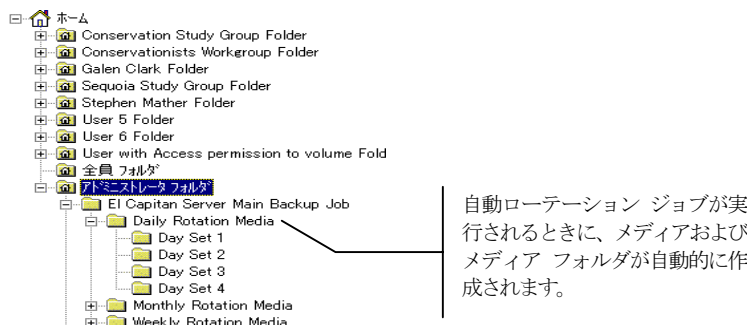 ホーム
Conservation Study Group Folder
Conservationists Workgroup Folder
Galen Clark Folder
Sequoia Study Group Folder
Stephen Mather Folder
User 5 Folder
User 6 Folder
User with Access permission to volume Fold
全員 フォルダ
アドミニストレータ フォルダ
El Capitan Server Main Backup Job
Daily Rotation Media
Day Set 1
Day Set 2
Day Set 3
Day Set 4
Monthly Rotation Media
Weekly Rotation Media
自動ローテーション ジョブが実
行されるときに、メディアおよび
メディア フォルダが自動的に作
成されます。